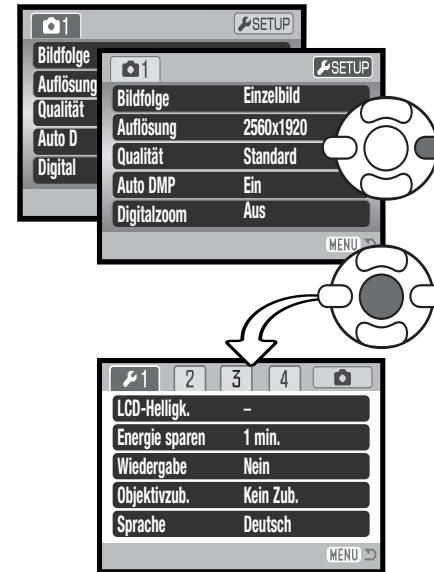 1 SETUP
Bildfolge
Auflösung
Qualität
Auto D
Digital
1 SETUP
Bildfolge Einzelbild
Auflösung 2560x1920
Qualität Standard
Auto DMP Ein
Digitalzoom Aus
MENU
1 2 3 4
LCD-Helligk. –
Energie sparen 1 min.
Wiedergabe Nein
Objektivzub. Kein Zub.
Sprache Deutsch
MENU